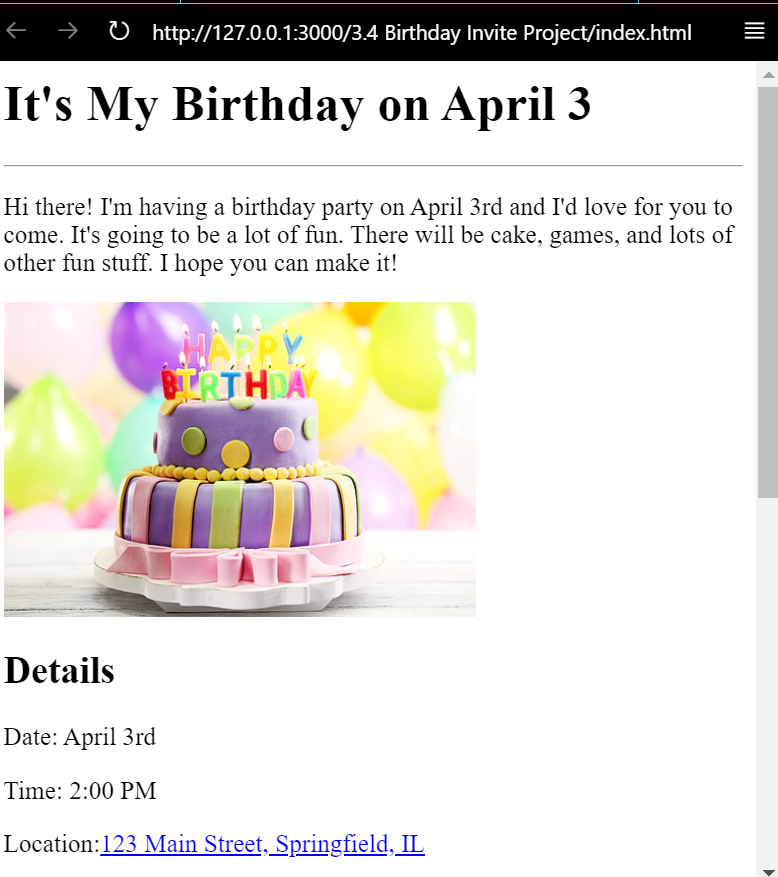 http://127.0.0.1:3000/3.4 Birthday Invite Project/index.html
It's My Birthday on April 3
Hi there! I'm having a birthday party on April 3rd and I'd love for you to
come. It's going to be a lot of fun. There will be cake, games, and lots of
other fun stuff. I hope you can make it!
HAPPY
BIRTHDAY
Details
Date: April 3rd
Time: 2:00 PM
Location:123 Main Street, Springfield, IL